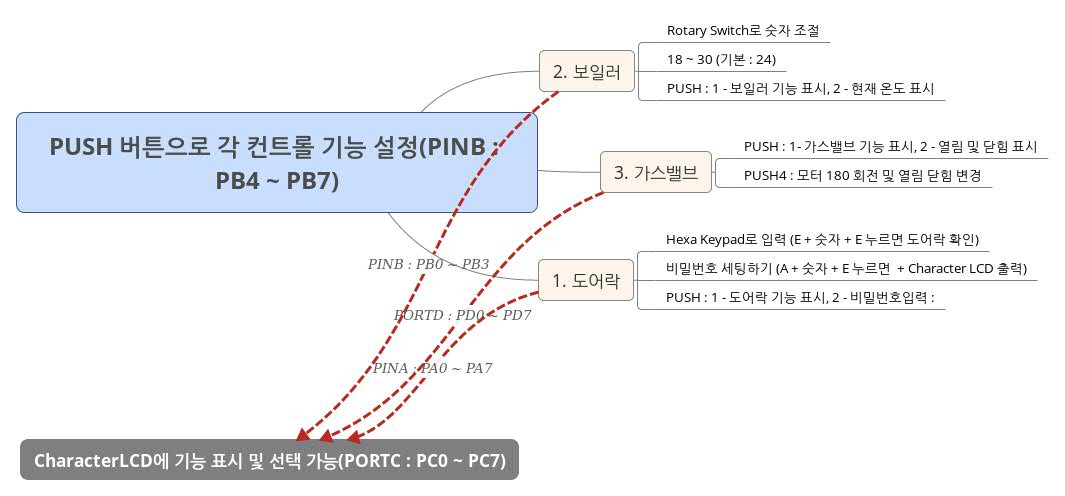 PUSH 버튼으로 각 컨트롤 기능 설정(PINB :
PB4 ~ PB7)
2. 보일러
Rotary Switch로 숫자 조절
18 ~ 30 (기본 : 24)
PUSH : 1 - 보일러 기능 표시, 2 - 현재 온도 표시
3. 가스밸브
PUSH : 1- 가스밸브 기능 표시, 2 - 열림 및 닫힘 표시
PUSH4 : 모터 180 회전 및 열림 닫힘 변경
1. 도어락
Hexa Keypad로 입력 (E + 숫자 + E 누르면 도어락 확인)
비밀번호 세팅하기 (A + 숫자 + E 누르면  + Character LCD 출력)
PUSH : 1 - 도어락 기능 표시, 2 - 비밀번호입력 :
PINB : PB0 ~ PB3
PORTD : PD0 ~ PD7
PINA : PA0 ~ PA7
CharacterLCD에 기능 표시 및 선택 가능(PORTC : PC0 ~ PC7)